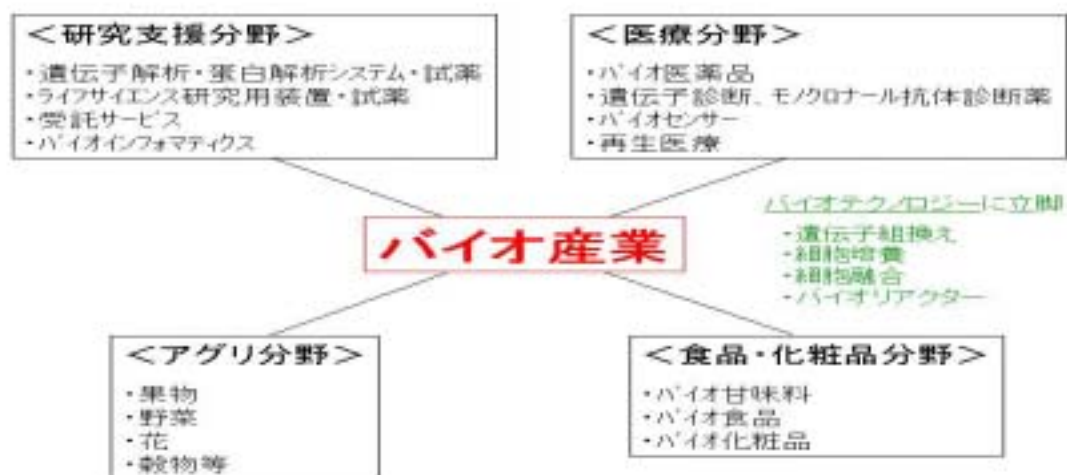 ＜研究支援分野＞
・遺伝子解析・蛋白解析システム・試薬
・ライフサイエンス研究用装置・試薬
・受託サービス
・バイオインフォマティクス
＜医療分野＞
・バイオ医薬品
・遺伝子診断、モノクロナール抗体診断薬
・バイオセンサー
・再生医療
バイオ産業
バイオテクノロジーに立脚
・遺伝子組換え
・細胞培養
・細胞融合
・バイオリアクター
＜アグリ分野＞
・果物
・野菜
・花
・穀物等
＜食品・化粧品分野＞
・バイオ甘味料
・バイオ食品
・バイオ化粧品